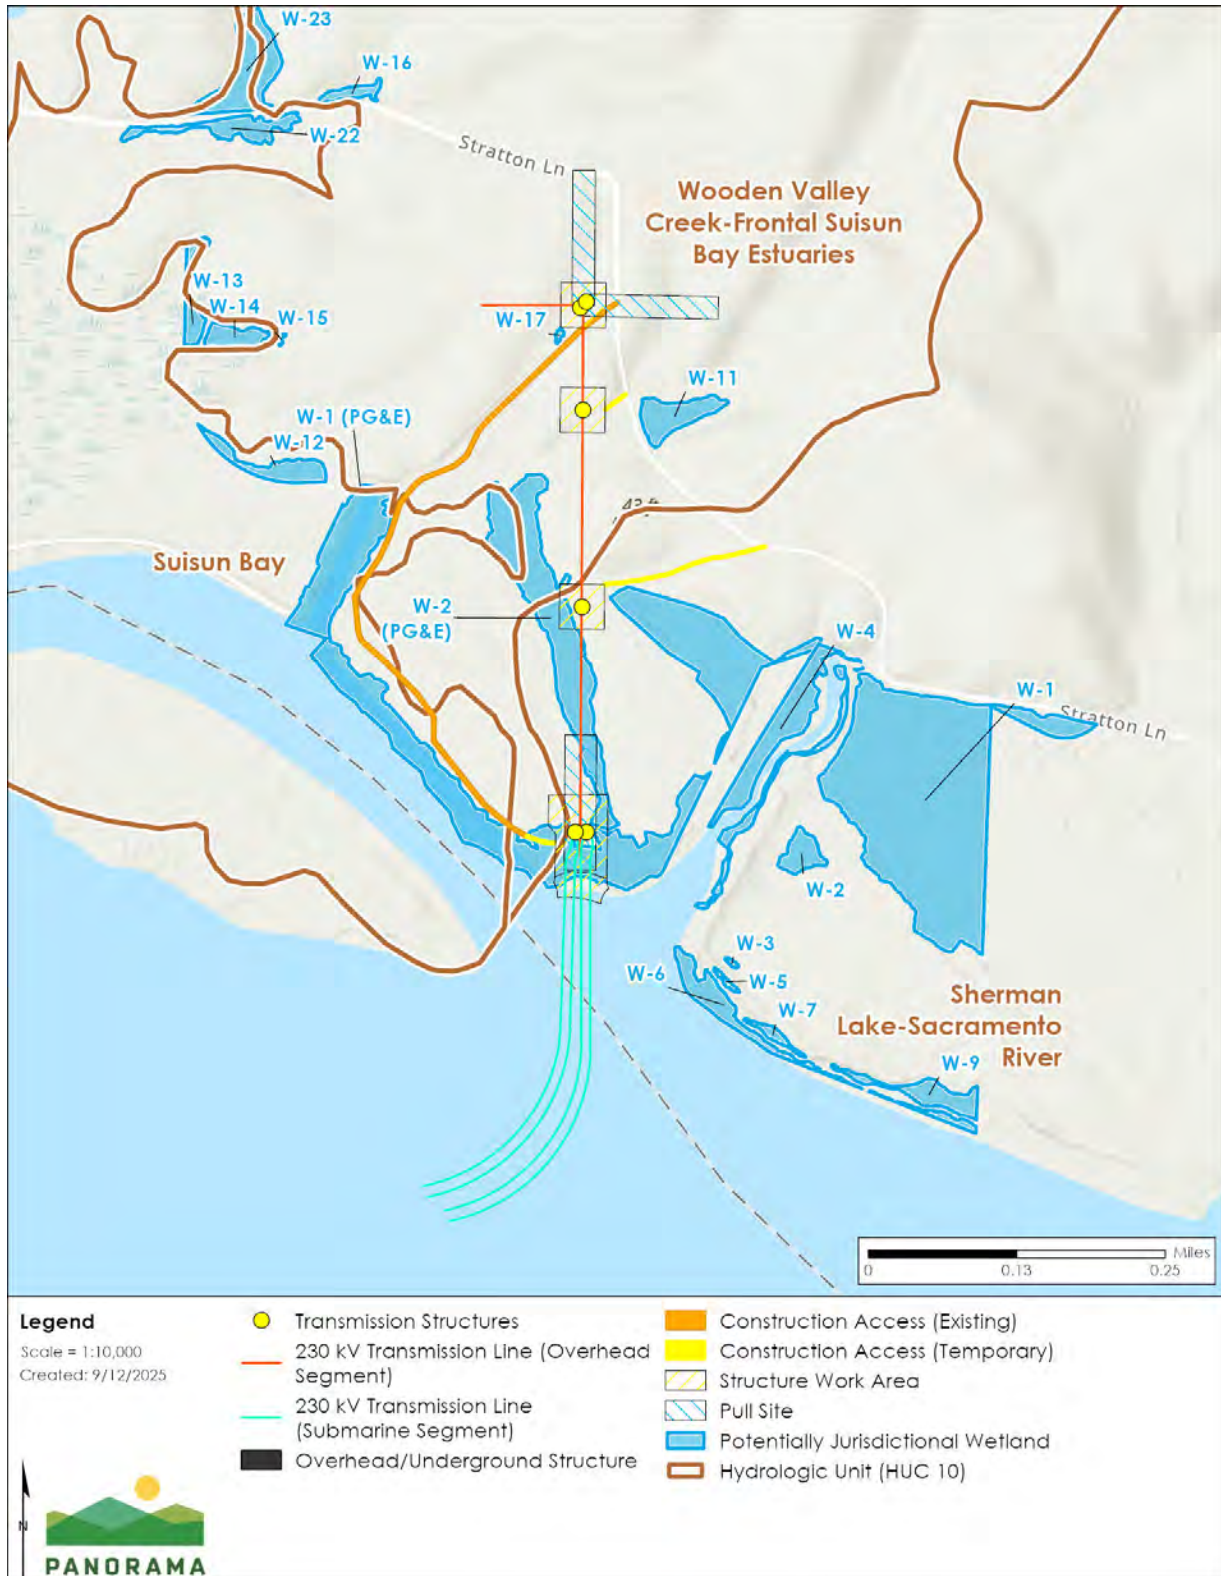 W-23
W-16
W-22
Stratton Ln
Wooden Valley
Creek-Frontal Suisun
Bay Estuaries
W-13
W-14
W-15
W-17
W-11
W-1 (PG&E)
W-12
42 ft
Suisun Bay
W-2
(PG&E)
W-4
W-1
Stratton Ln
W-2
W-3
W-6
W-5
W-7
Sherman
Lake-Sacramento
River
W-9
Miles
0
0.13
0.25
Legend
Scale = 1:10,000
Created: 9/12/2025
Transmission Structures
230 kV Transmission Line (Overhead
Segment)
230 kV Transmission Line
(Submarine Segment)
Overhead/Underground Structure
Construction Access (Existing)
Construction Access (Temporary)
Structure Work Area
Pull Site
Potentially Jurisdictional Wetland
Hydrologic Unit (HUC 10)
N
PANORAMA